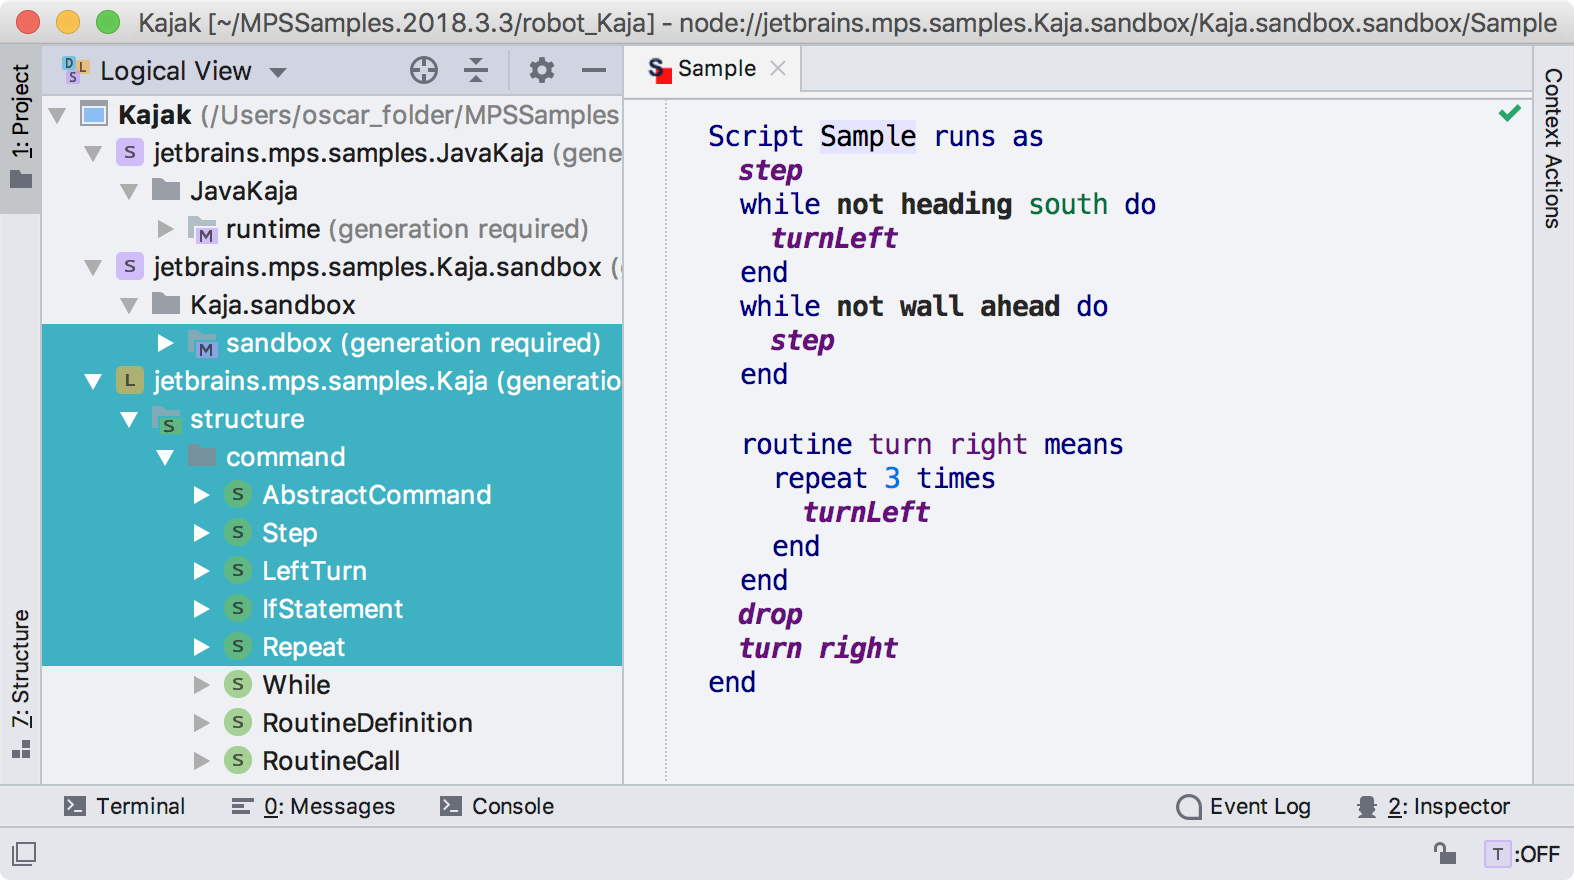 Kajak [~/MPSSamples.2018.3.3/robot_Kaja] – node://jetbrains.mps.samples.Kaja.sandbox/Kaja.sandbox.sandbox/Sample
1: Project
7: Structure
Logical View
Kajak (/Users/oscar_folder/MPSSamples
jetbrains.mps.samples.JavaKaja (gene
JavaKaja
runtime (generation required)
jetbrains.mps.samples.Kaja.sandbox (
Kaja.sandbox
sandbox (generation required)
jetbrains.mps.samples.Kaja (generatio
structure
command
AbstractCommand
Step
LeftTurn
IfStatement
Repeat
While
RoutineDefinition
RoutineCall
Sample
Script Sample runs as
step
while not heading south do
turnLeft
end
while not wall ahead do
step
end
routine turn right means
repeat 3 times
turnLeft
end
end
drop
turn right
end
Context Actions
Terminal
0: Messages
Console
Event Log
2: Inspector
T :OFF